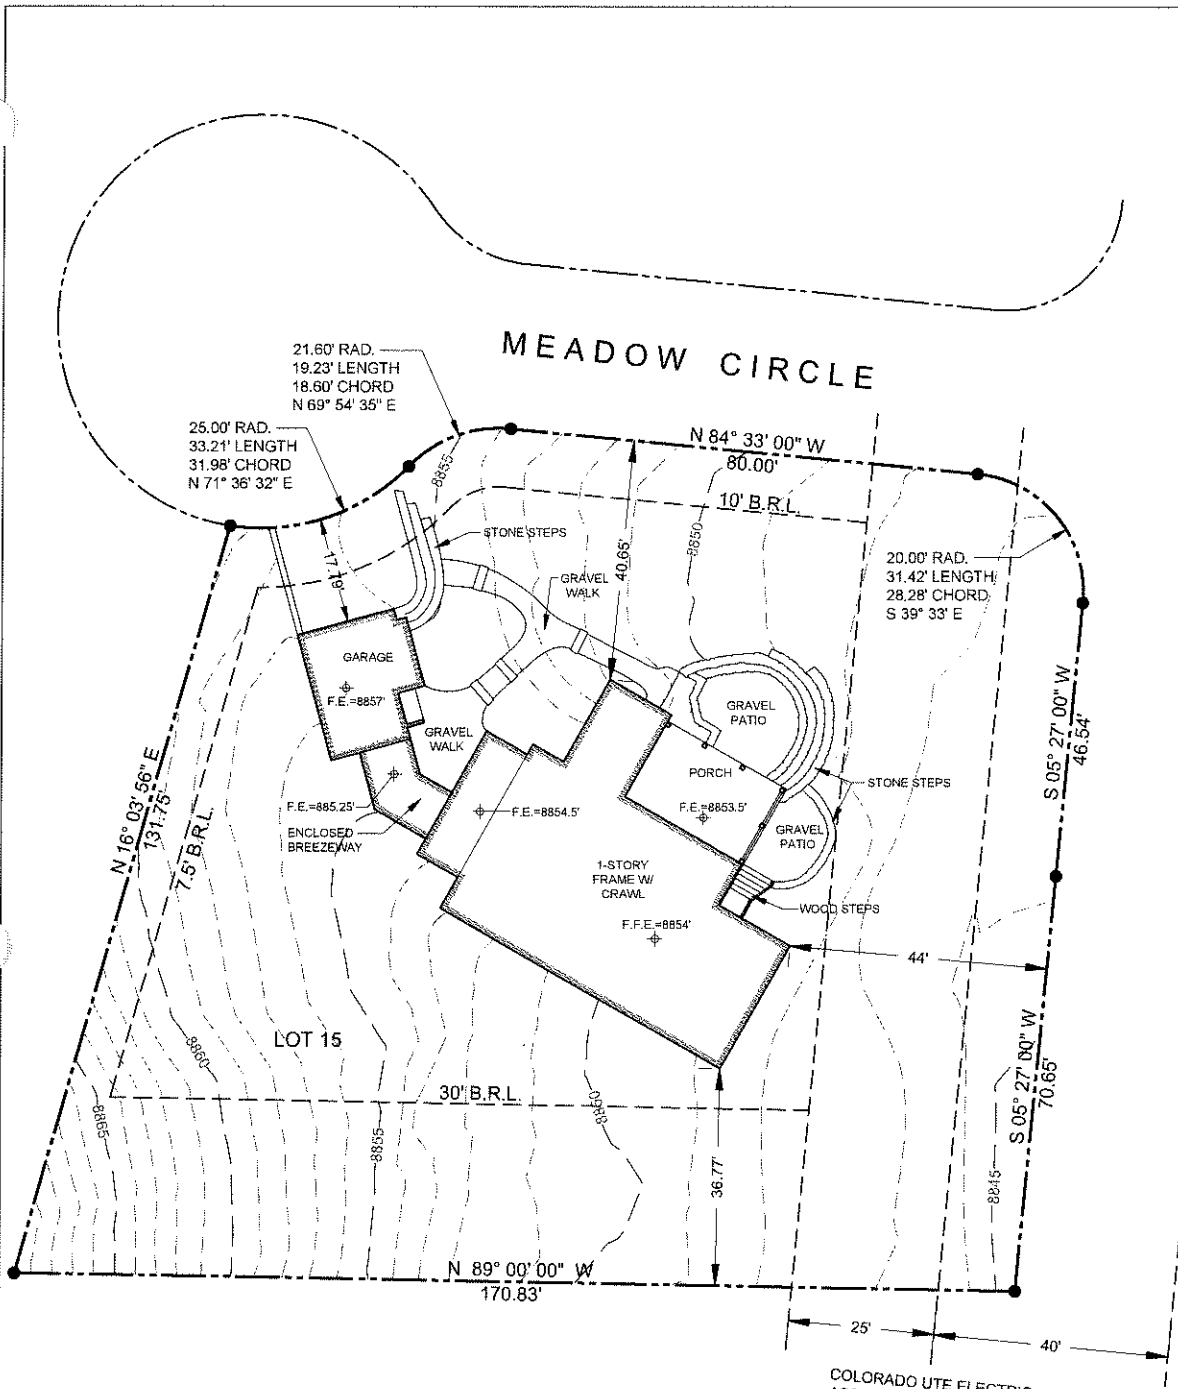 21.60' RAD.
19.23' LENGTH
18.60' CHORD
N 69° 54' 35" E
MEADOW CIRCLE
25.00' RAD.
33.21' LENGTH
31.98' CHORD
N 71° 36' 32" E
N 84° 33' 00" W
80.00'
8855
10' B.R.L.
STONE STEPS
8850
17.79'
40.65'
GRAVEL
WALK
20.00' RAD.
31.42' LENGTH
28.28' CHORD
S 39° 33' E
GARAGE
F.E.=8857'
GRAVEL
PATIO
GRAVEL
WALK
S 05° 27' 00" W
46.54'
PORCH
STONE STEPS
F.E.=885.25'
F.E.=8854.5'
F.E.=8853.5'
N 16° 03' 56" E
131.75'
7.5' B.R.L.
ENCLOSED
BREEZEWAY
GRAVEL
PATIO
1-STORY
FRAME W/
CRAWL
WOOD STEPS
F.F.E.=8854'
44'
LOT 15
8860
S 05° 27' 00" W
70.65'
30' B.R.L.
8865
8855
8850
36.77'
8845
N 89° 00' 00" W
170.83'
25'
40'
COLORADO UTE ELECTRIC